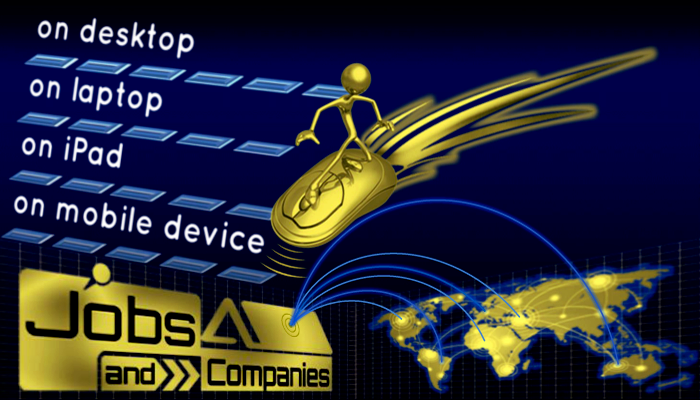 on desktop
on laptop
on iPad
on mobile device
Jobs
and
Companies